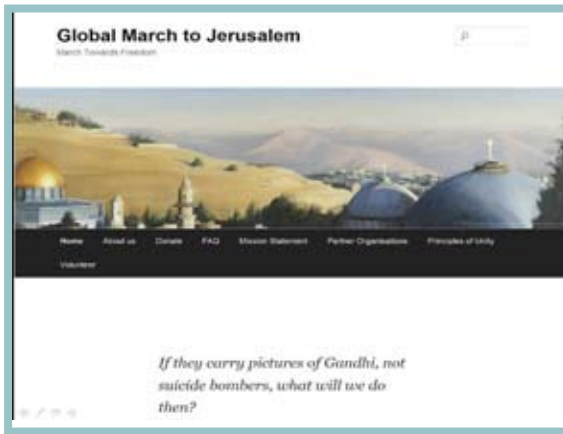 Global March to Jerusalem
March Towards Freedom
Home About us Donate FAQ Mission Statement Partner Organisations Principles of Unity
Volunteer
If they carry pictures of Gandhi, not
suicide bombers, what will we do
then?